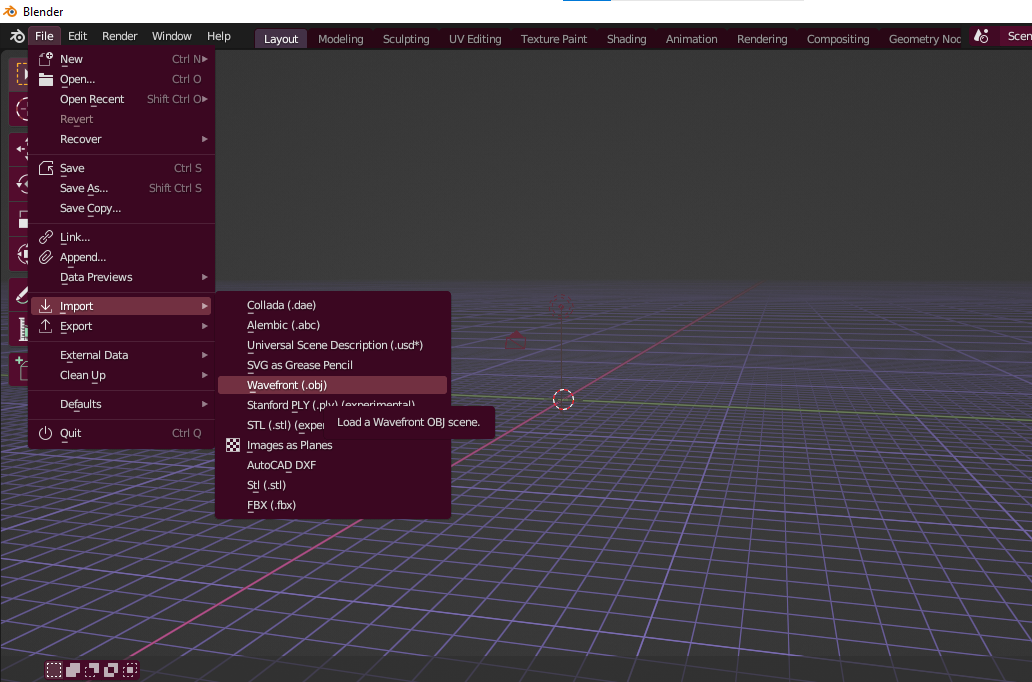 Blender
File Edit Render Window Help Layout Modeling Sculpting UV Editing Texture Paint Shading Animation Rendering Compositing Geometry Nod Scen
New Ctrl N
Open... Ctrl O
Open Recent Shift Ctrl O
Revert
Recover
Save Ctrl S
Save As... Shift Ctrl S
Save Copy...
Link...
Append...
Data Previews
Import
Export
External Data
Clean Up
Defaults
Quit Ctrl Q
Collada (.dae)
Alembic (.abc)
Universal Scene Description (.usd*)
SVG as Grease Pencil
Wavefront (.obj)
Stanford PLY (.ply) (experimental)
STL (.stl) (exper
Load a Wavefront OBJ scene.
Images as Planes
AutoCAD DXF
Stl (.stl)
FBX (.fbx)